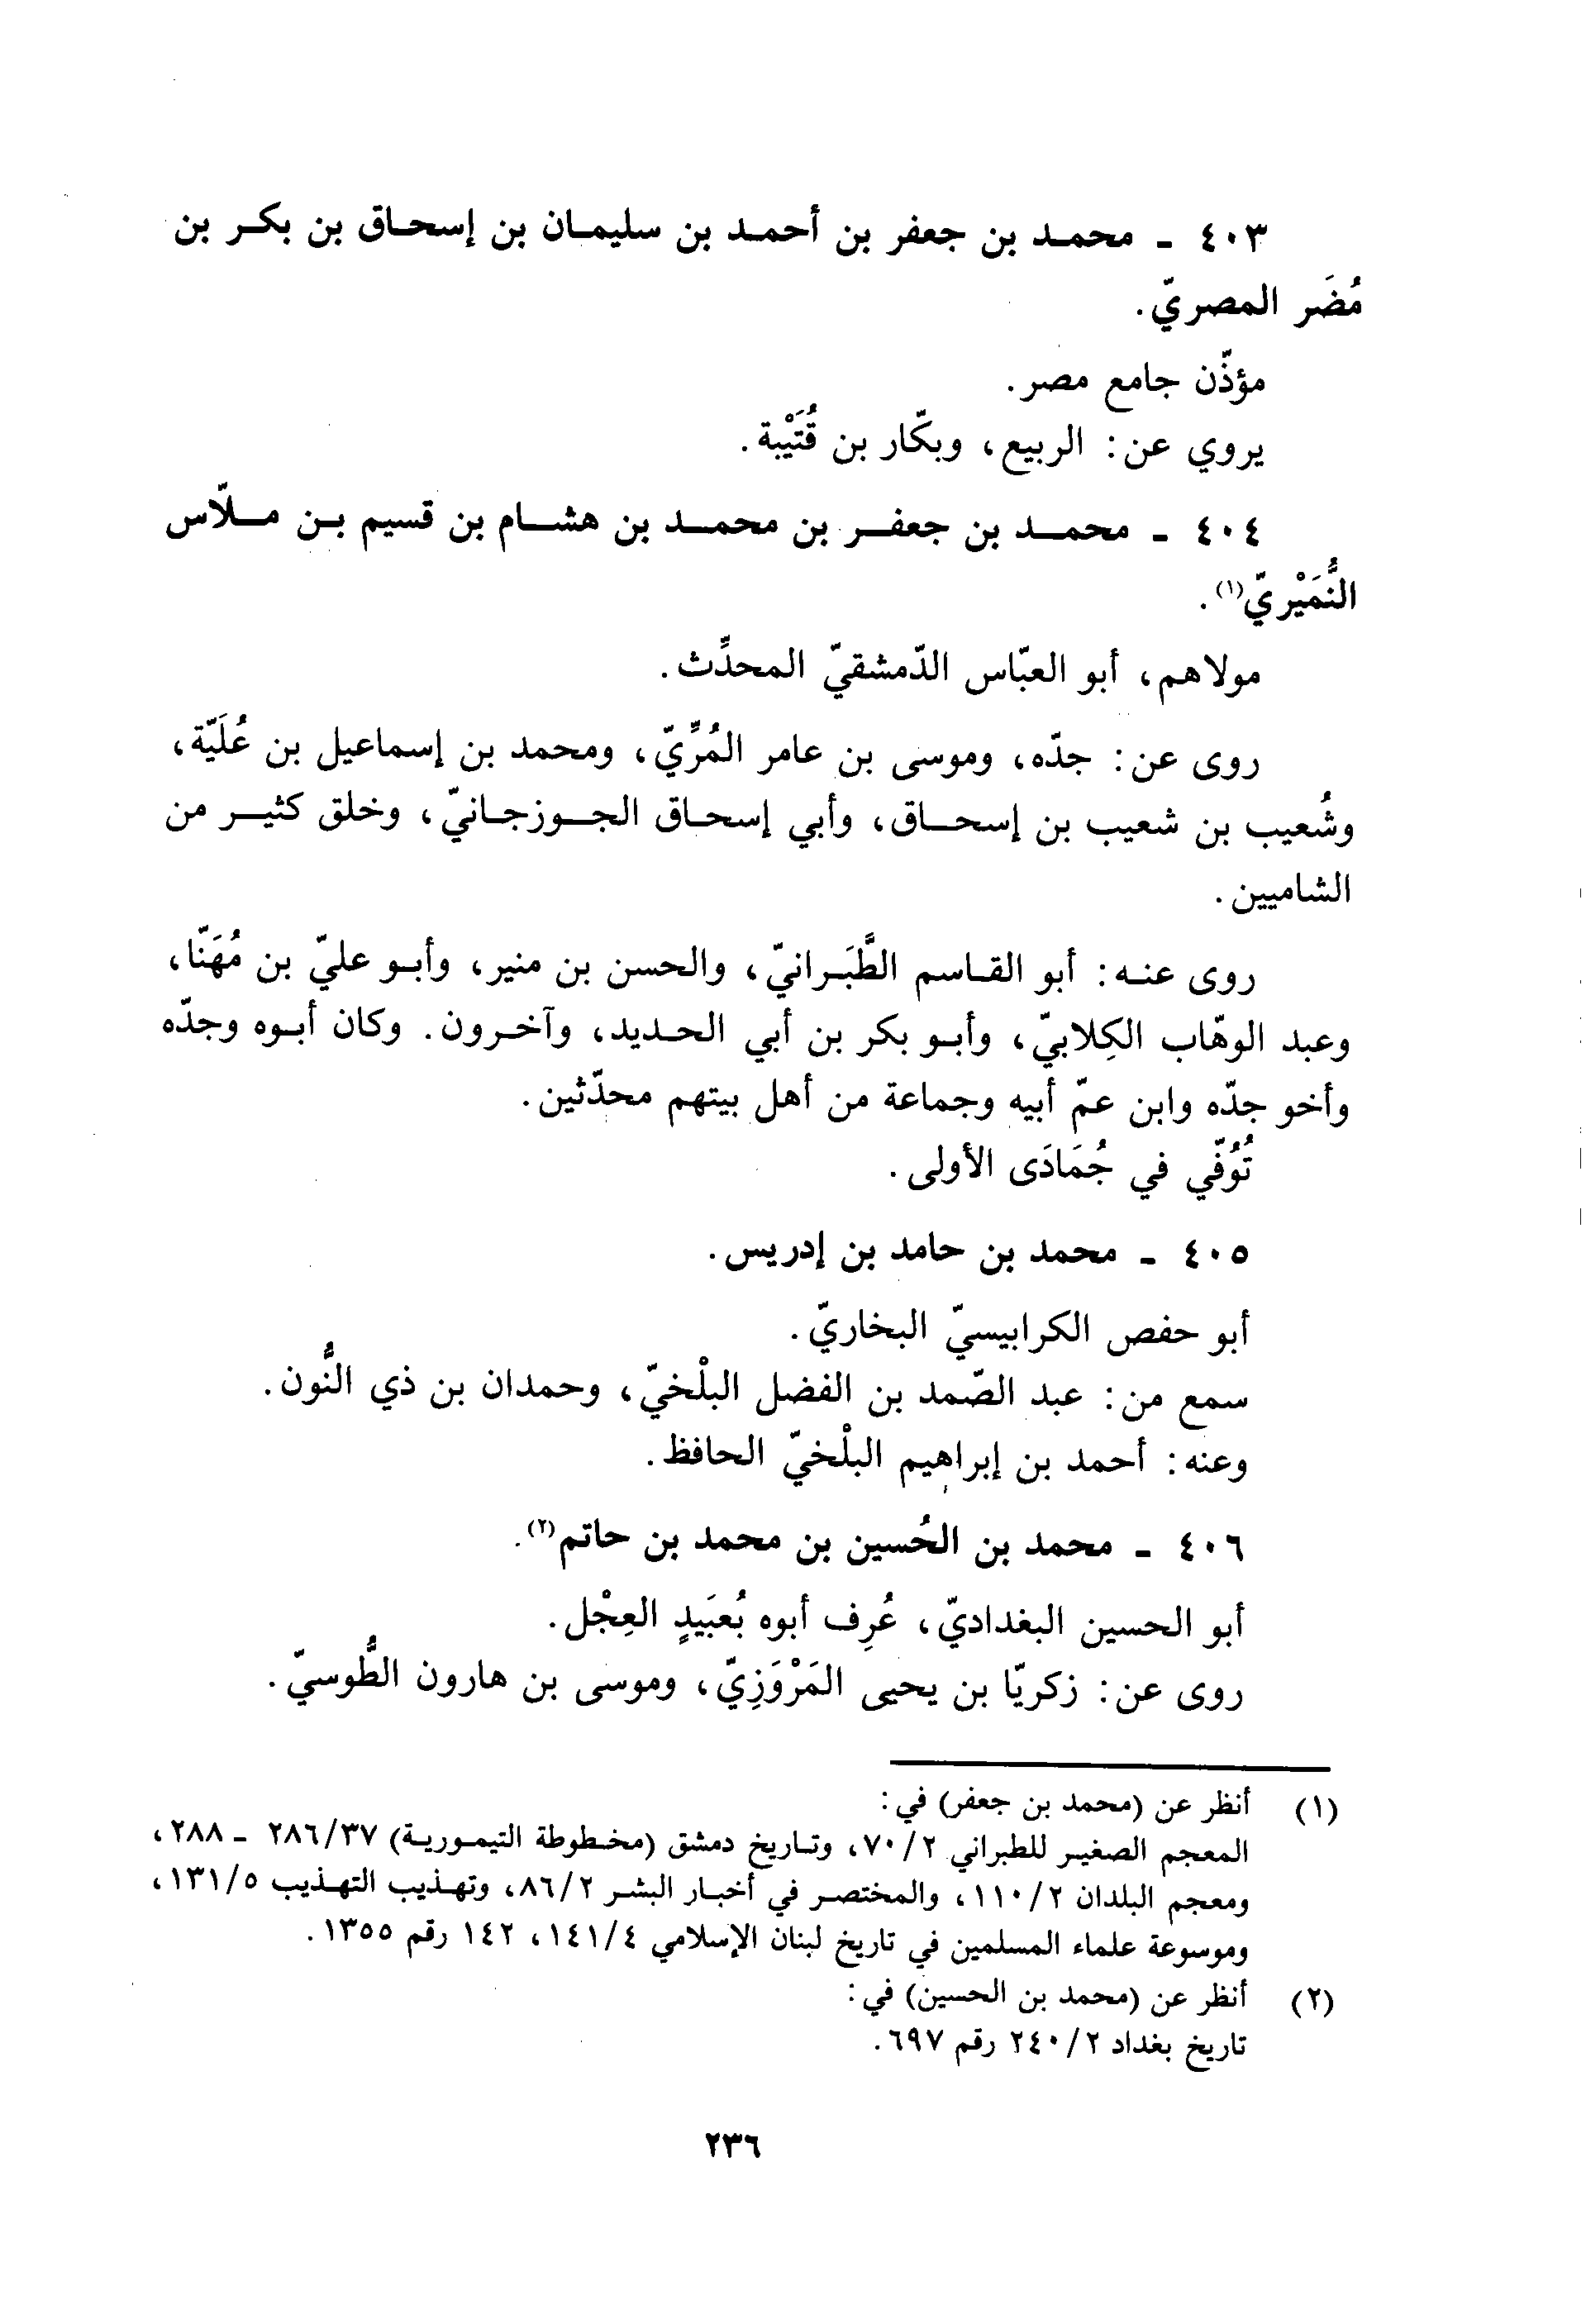 ٤٠٣ - محمد بن جعفر بن أحمد بن سليمان بن إسحاق بن بكر بن
مُضَر المصريّ.
مؤذّن جامع مصر.
يروي عن: الربيع، وبكّار بن قُتَيْبة.
٤٠٤ - محمد بن جعفر بن محمد بن هشام بن قسيم بن ملّاس
النُّمَيْريّ(١).
مولاهم، أبو العبّاس الدّمشقيّ المحدِّث.
روى عن: جدّه، وموسى بن عامر المُرِّيّ، ومحمد بن إسماعيل بن عُلَيّة،
وشُعيب بن شعيب بن إسحاق، وأبي إسحاق الجوزجانيّ، وخلق كثير من
الشاميين.
روى عنه: أبو القاسم الطَّبَرانيّ، والحسن بن منير، وأبو عليّ بن مُهَنّا،
وعبد الوهّاب الكِلابيّ، وأبو بكر بن أبي الحديد، وآخرون. وكان أبوه وجدّه
وأخو جدّه وابن عمّ أبيه وجماعة من أهل بيتهم محدّثين.
تُوُفّي في جُمَادَى الأولى.
٤٠٥ - محمد بن حامد بن إدريس.
أبو حفص الكرابيسيّ البخاريّ.
سمع من: عبد الصّمد بن الفضل البلْخيّ، وحمدان بن ذي النُّون.
وعنه: أحمد بن إبراهيم البلْخيّ الحافظ.
٤٠٦ - محمد بن الحُسين بن محمد بن حاتم(٢).
أبو الحسين البغداديّ، عُرِف أبوه بُعبَيدٍ العِجْل.
روى عن: زكريّا بن يحيى المَرْوَزِيّ، وموسى بن هارون الطُّوسيّ.
(١) أنظر عن (محمد بن جعفر) في:
المعجم الصغير للطبراني ٧٠/٢، وتاريخ دمشق (مخطوطة التيمورية) ٢٨٦/٣٧ - ٢٨٨،
ومعجم البلدان ١١٠/٢، والمختصر في أخبار البشر ٨٦/٢، وتهذيب التهذيب ١٣١/٥،
وموسوعة علماء المسلمين في تاريخ لبنان الإسلامي ١٤١/٤، ١٤٢ رقم ١٣٥٥.
(٢) أنظر عن (محمد بن الحسين) في:
تاريخ بغداد ٢٤٠/٢ رقم ٦٩٧.
٢٣٦